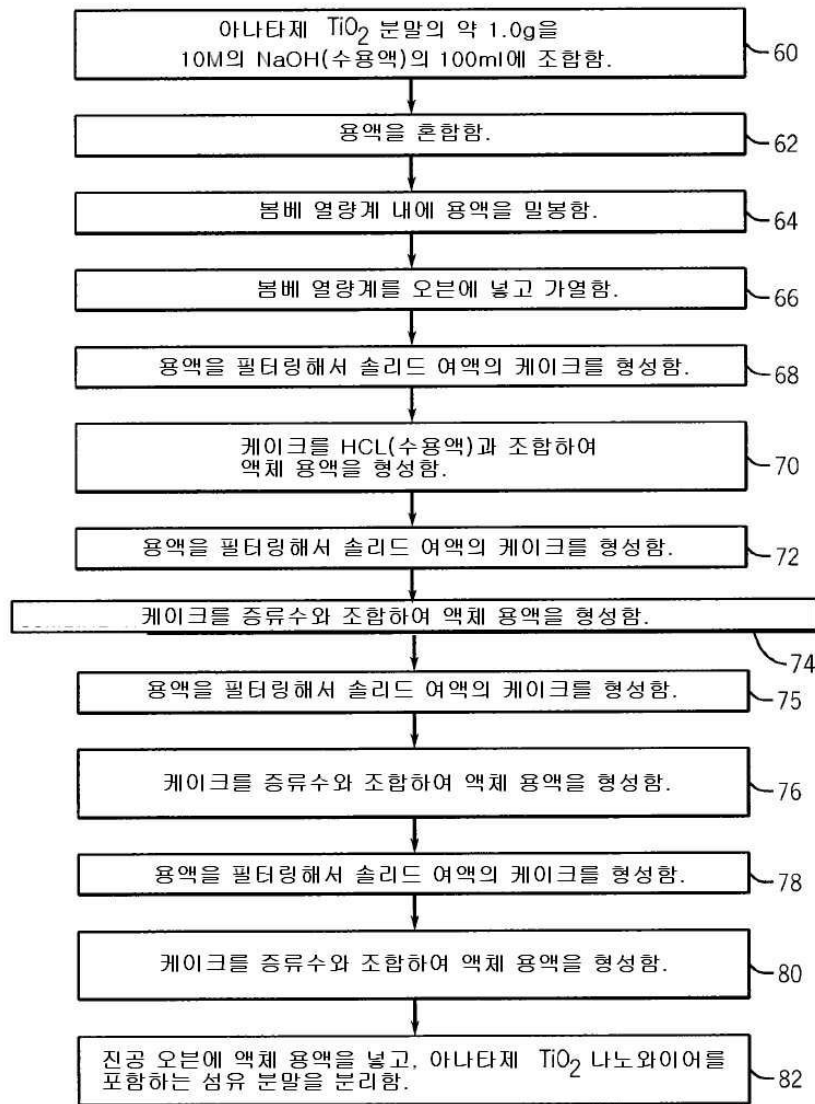 아나타제 TiO2 분말의 약 1.0g을
10M의 NaOH(수용액)의 100ml에 조합함.
60
용액을 혼합함.
62
봄베 열량계 내에 용액을 밀봉함.
64
봄베 열량계를 오븐에 넣고 가열함.
66
용액을 필터링해서 솔리드 여액의 케이크를 형성함.
68
케이크를 HCL(수용액)과 조합하여
액체 용액을 형성함.
70
용액을 필터링해서 솔리드 여액의 케이크를 형성함.
72
케이크를 증류수와 조합하여 액체 용액을 형성함.
74
용액을 필터링해서 솔리드 여액의 케이크를 형성함.
75
케이크를 증류수와 조합하여 액체 용액을 형성함.
76
용액을 필터링해서 솔리드 여액의 케이크를 형성함.
78
케이크를 증류수와 조합하여 액체 용액을 형성함.
80
진공 오븐에 액체 용액을 넣고, 아나타제 TiO2 나노와이어를
포함하는 섬유 분말을 분리함.
82